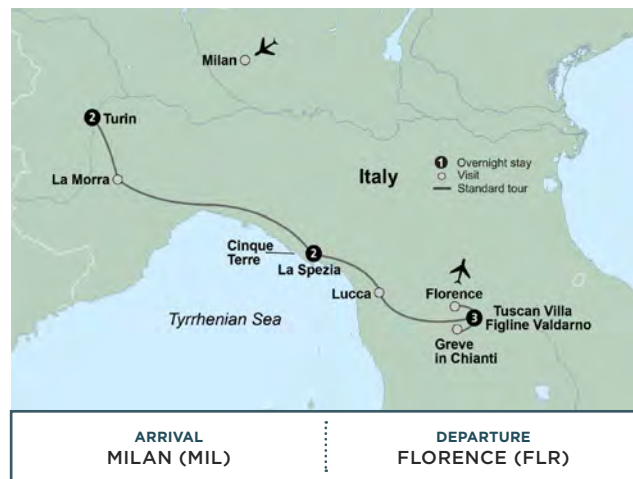 Milan
2 Turin
La Morra
Italy
1 Overnight stay
Visit
Standard tour
Cinque
Terre
2
La Spezia
Lucca
Florence
3 Tuscan Villa
Figline Valdarno
Greve
in Chianti
Tyrrhenian Sea
ARRIVAL
MILAN (MIL)
DEPARTURE
FLORENCE (FLR)